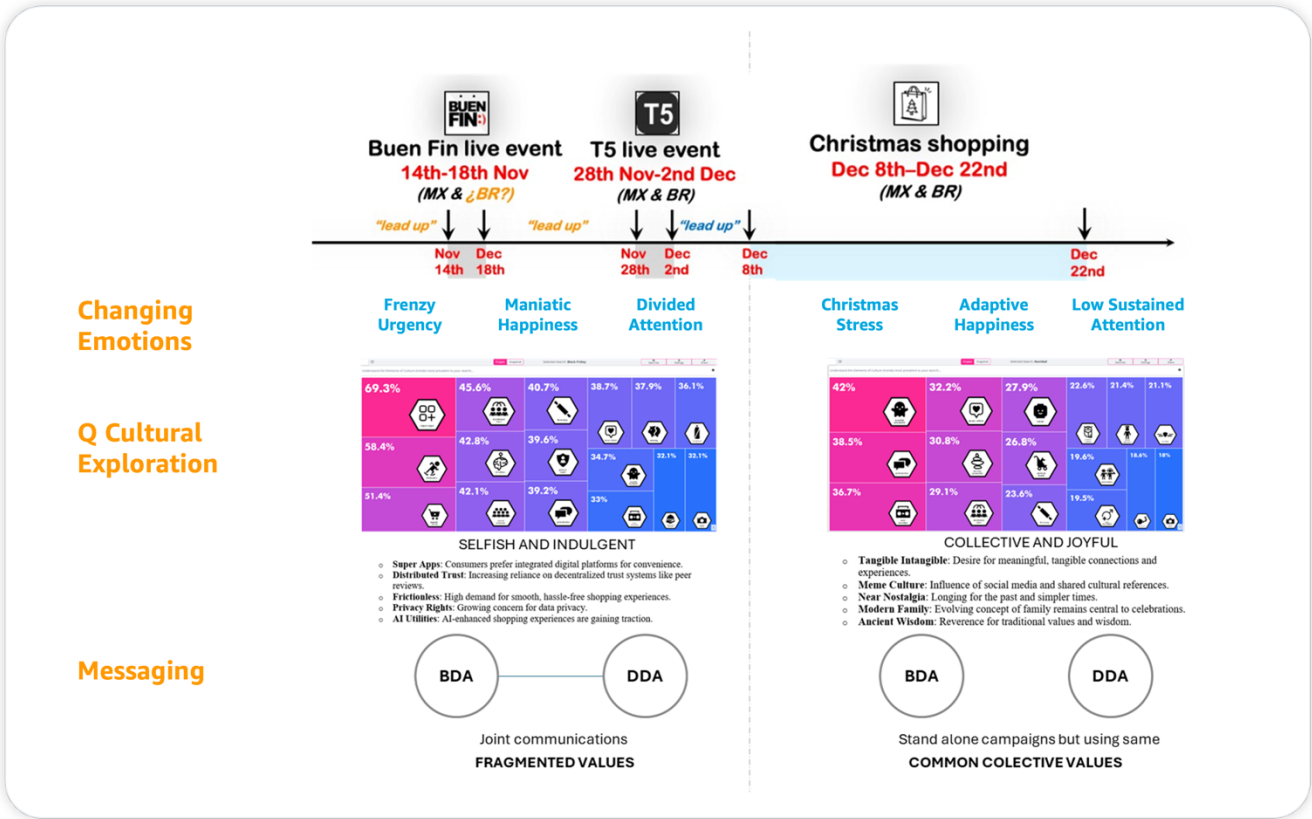 BUEN
FIN:)
T5
Buen Fin live event
14th-18th Nov
(MX & ¿BR?)
T5 live event
28th Nov-2nd Dec
(MX & BR)
Christmas shopping
Dec 8th–Dec 22nd
(MX & BR)
"lead up"
"lead up"
"lead up"
Nov
14th
Dec
18th
Nov
28th
Dec
2nd
Dec
8th
Dec
22nd
Changing
Emotions
Frenzy
Urgency
Maniatic
Happiness
Divided
Attention
Christmas
Stress
Adaptive
Happiness
Low Sustained
Attention
Q Cultural
Exploration
69.3%
45.6%
40.7%
38.7%
37.9%
36.1%
58.4%
42.8%
39.6%
34.7%
32.1%
32.1%
51.4%
42.1%
39.2%
33%
42%
32.2%
27.9%
22.6%
21.4%
21.1%
38.5%
30.8%
26.8%
19.6%
18.6%
18%
36.7%
29.1%
23.6%
19.5%
SELFISH AND INDULGENT
Super Apps: Consumers prefer integrated digital platforms for convenience.
Distributed Trust: Increasing reliance on decentralized trust systems like peer
reviews.
Frictionless: High demand for smooth, hassle-free shopping experiences.
Privacy Rights: Growing concern for data privacy.
AI Utilities: AI-enhanced shopping experiences are gaining traction.
COLLECTIVE AND JOYFUL
Tangible Intangible: Desire for meaningful, tangible connections and
experiences.
Meme Culture: Influence of social media and shared cultural references.
Near Nostalgia: Longing for the past and simpler times.
Modern Family: Evolving concept of family remains central to celebrations.
Ancient Wisdom: Reverence for traditional values and wisdom.
Messaging
BDA
DDA
Joint communications
FRAGMENTED VALUES
BDA
DDA
Stand alone campaigns but using same
COMMON COLECTIVE VALUES